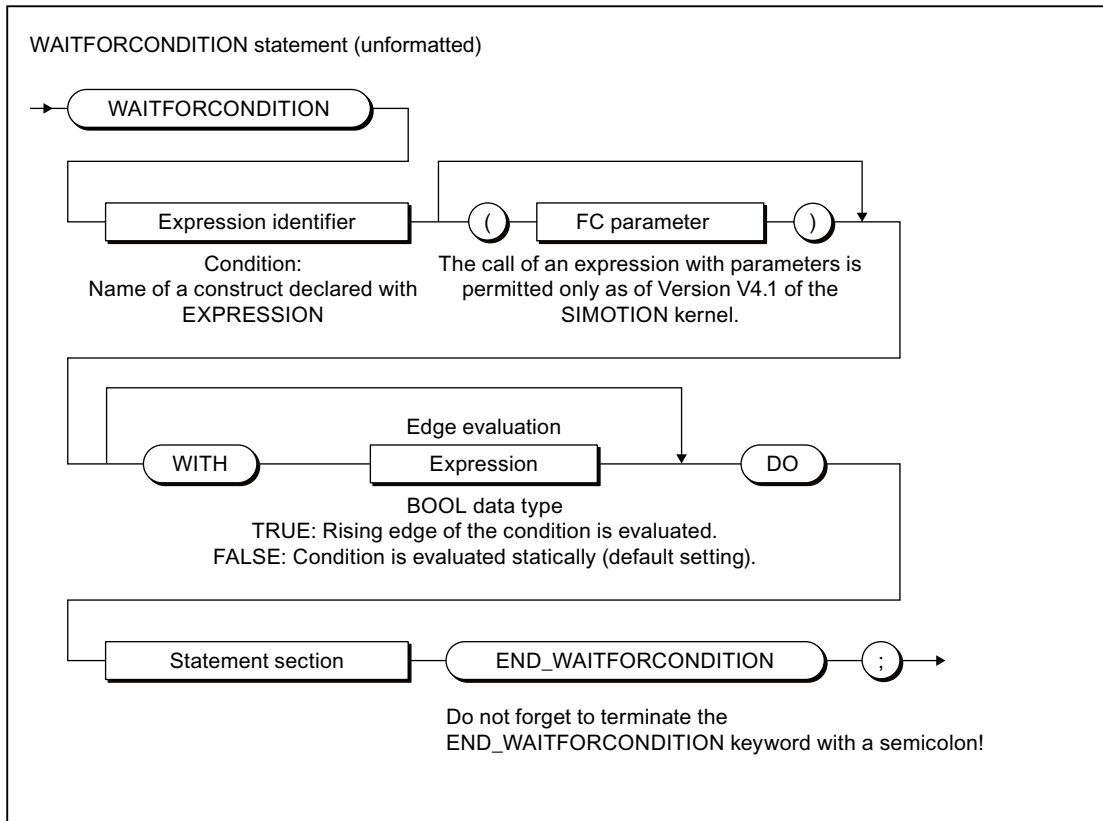 WAITFORCONDITION statement (unformatted)
WAITFORCONDITION
Expression identifier
(
FC parameter
)
Condition:
Name of a construct declared with
EXPRESSION
The call of an expression with parameters is
permitted only as of Version V4.1 of the
SIMOTION kernel.
Edge evaluation
WITH
Expression
DO
BOOL data type
TRUE: Rising edge of the condition is evaluated.
FALSE: Condition is evaluated statically (default setting).
Statement section
END_WAITFORCONDITION
;
Do not forget to terminate the
END_WAITFORCONDITION keyword with a semicolon!